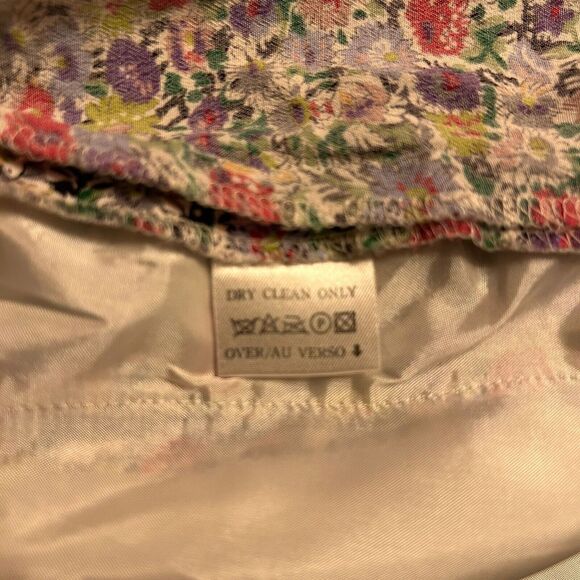 DRY CLEAN ONLY
P
OVER/AU VERSO ↓